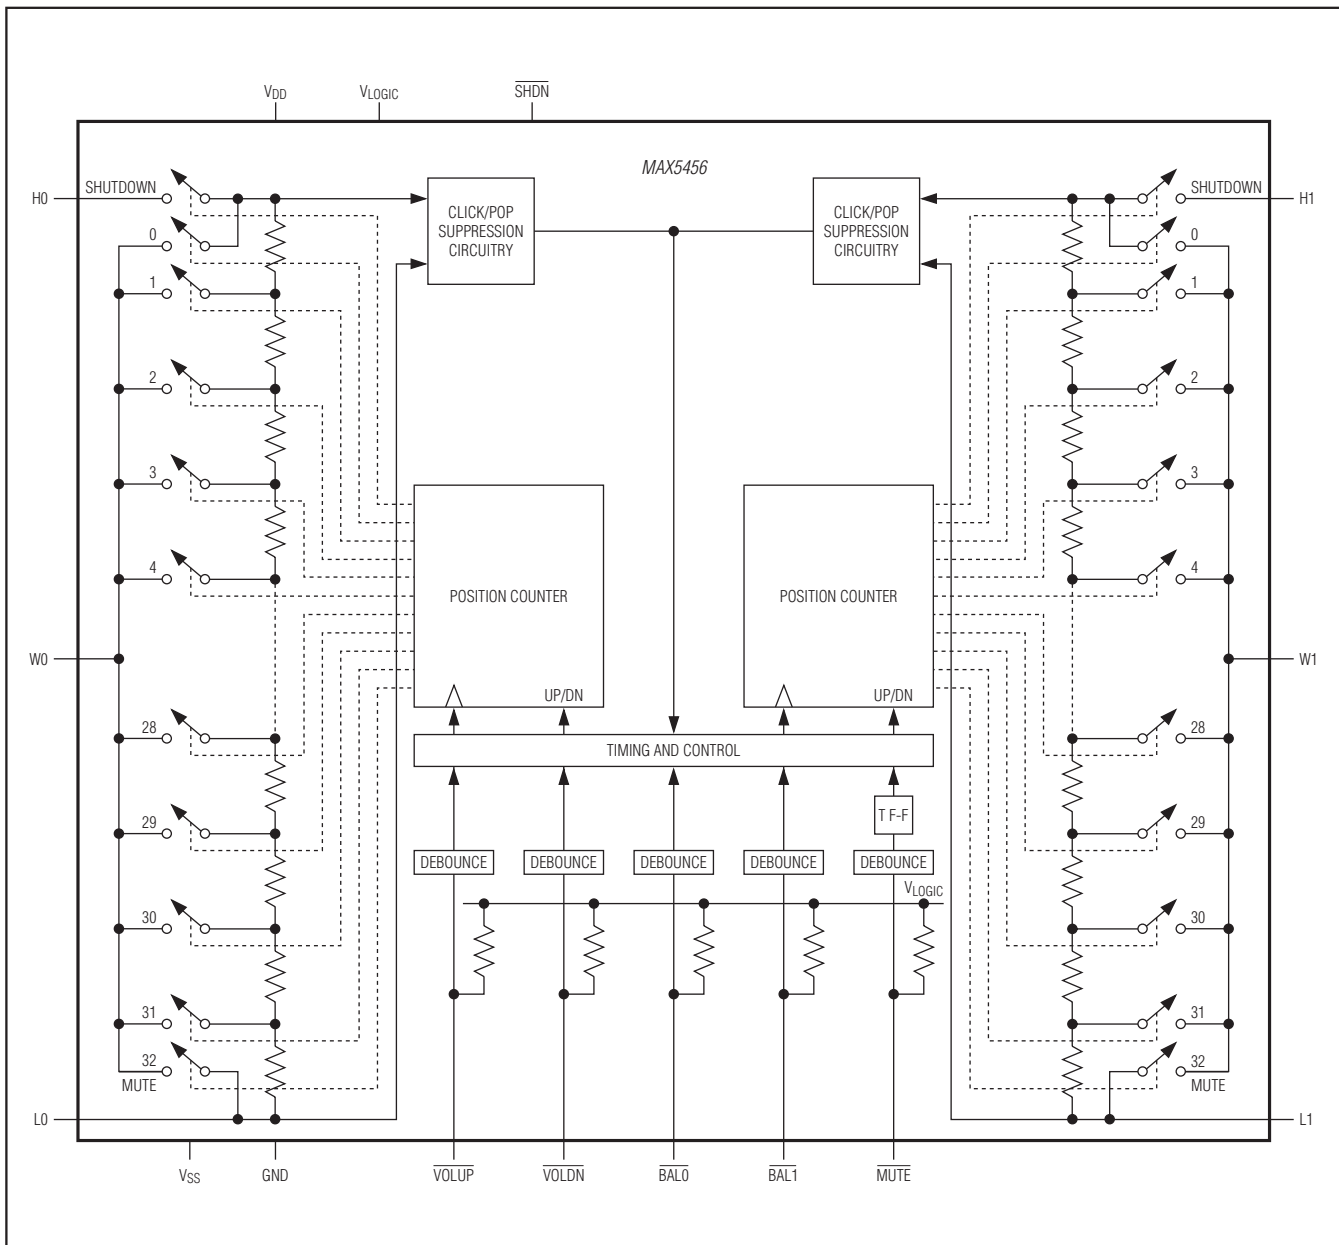 VDD
VLOGIC
SHDN
MAX5456
H0
SHUTDOWN
CLICK/POP
SUPPRESSION
CIRCUITRY
CLICK/POP
SUPPRESSION
CIRCUITRY
SHUTDOWN
H1
0
0
1
1
2
2
3
3
4
4
POSITION COUNTER
POSITION COUNTER
W0
W1
UP/DN
UP/DN
28
28
TIMING AND CONTROL
T F-F
29
29
DEBOUNCE
DEBOUNCE
DEBOUNCE
DEBOUNCE
DEBOUNCE
VLOGIC
30
30
31
31
32
MUTE
32
MUTE
L0
L1
VSS
GND
VOLUP
VOLDN
BAL0
BAL1
MUTE